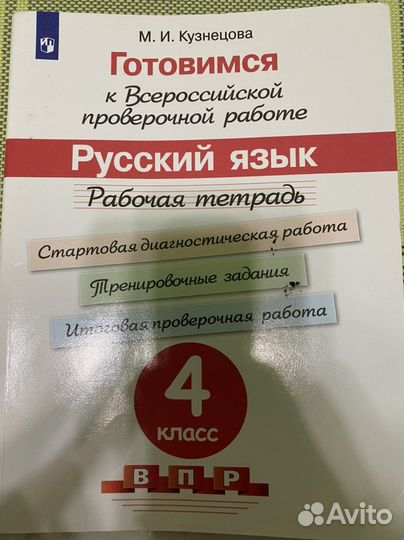 М. И. Кузнецова
Готовимся
к Всероссийской
проверочной работе
Русский язык
Рабочая тетрадь
Стартовая диагностическая работа
Тренировочные задания
Итоговая проверочная работа
4
КЛАСС
ВПР
Avito